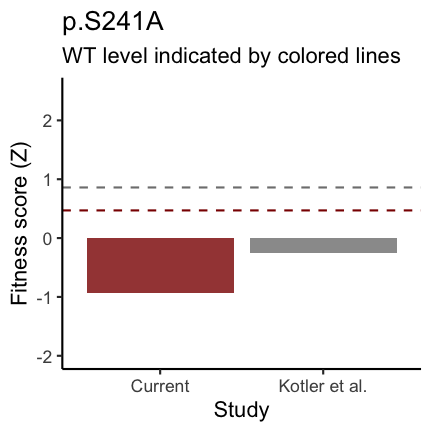 p.S241A
WT level indicated by colored lines
Fitness score (Z)
2
1
0
-1
-2
Current
Kotler et al.
Study